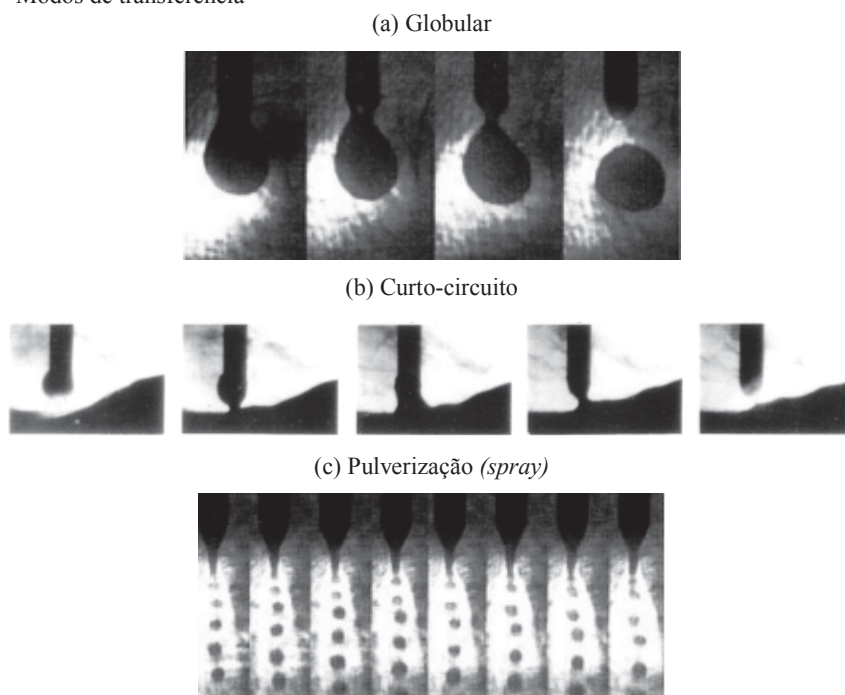 Modos de transferência
(a) Globular
(b) Curto-circuito
(c) Pulverização (spray)